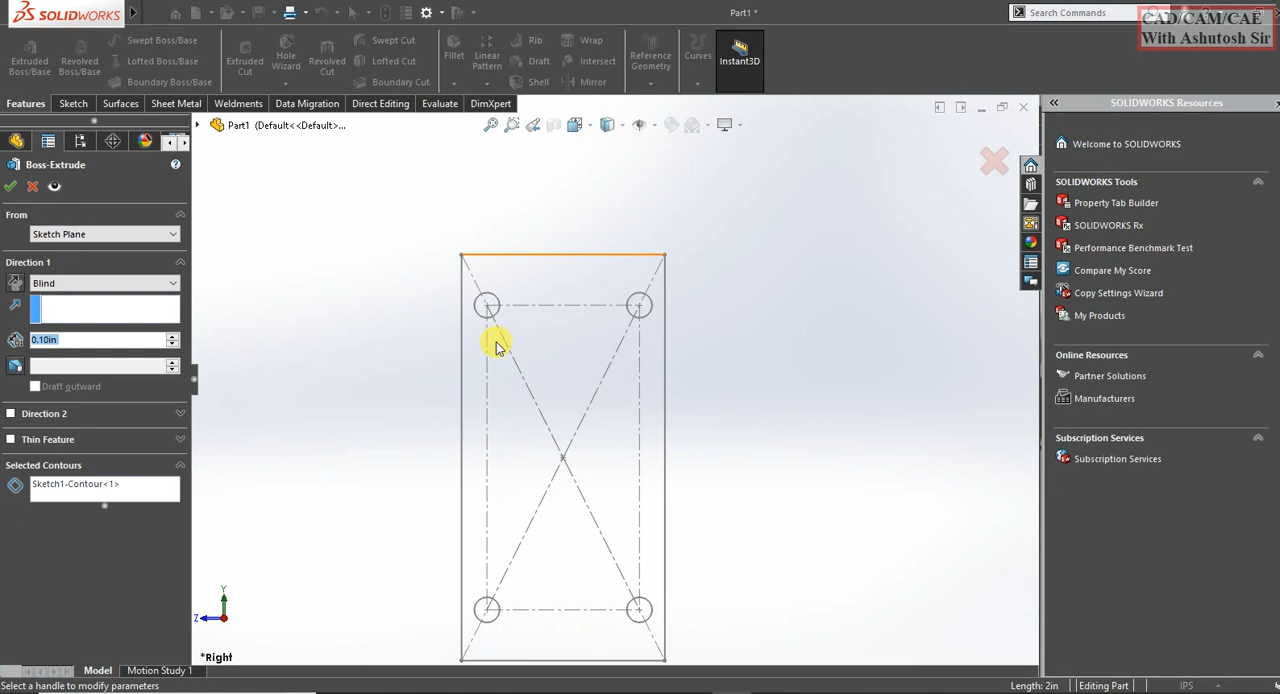 SOLIDWORKS
Part1 *
Search Commands
CAD/CAM/CAE
With Ashutosh Sir
Extruded Boss/Base
Revolved Boss/Base
Swept Boss/Base
Lofted Boss/Base
Boundary Boss/Base
Extruded Cut
Hole Wizard
Revolved Cut
Swept Cut
Lofted Cut
Boundary Cut
Fillet
Linear Pattern
Rib
Draft
Shell
Wrap
Intersect
Mirror
Reference Geometry
Curves
Instant3D
Features
Sketch
Surfaces
Sheet Metal
Weldments
Data Migration
Direct Editing
Evaluate
DimXpert
Part1 (Default<<Default>...
Boss-Extrude
From
Sketch Plane
Direction 1
Blind
0.10in
Draft outward
Direction 2
Thin Feature
Selected Contours
Sketch1-Contour<1>
Y
Z
*Right
SOLIDWORKS Resources
Welcome to SOLIDWORKS
SOLIDWORKS Tools
Property Tab Builder
SOLIDWORKS Rx
Performance Benchmark Test
Compare My Score
Copy Settings Wizard
My Products
Online Resources
Partner Solutions
Manufacturers
Subscription Services
Subscription Services
Model
Motion Study 1
Select a handle to modify parameters
Length: 2in
Editing Part
IPS